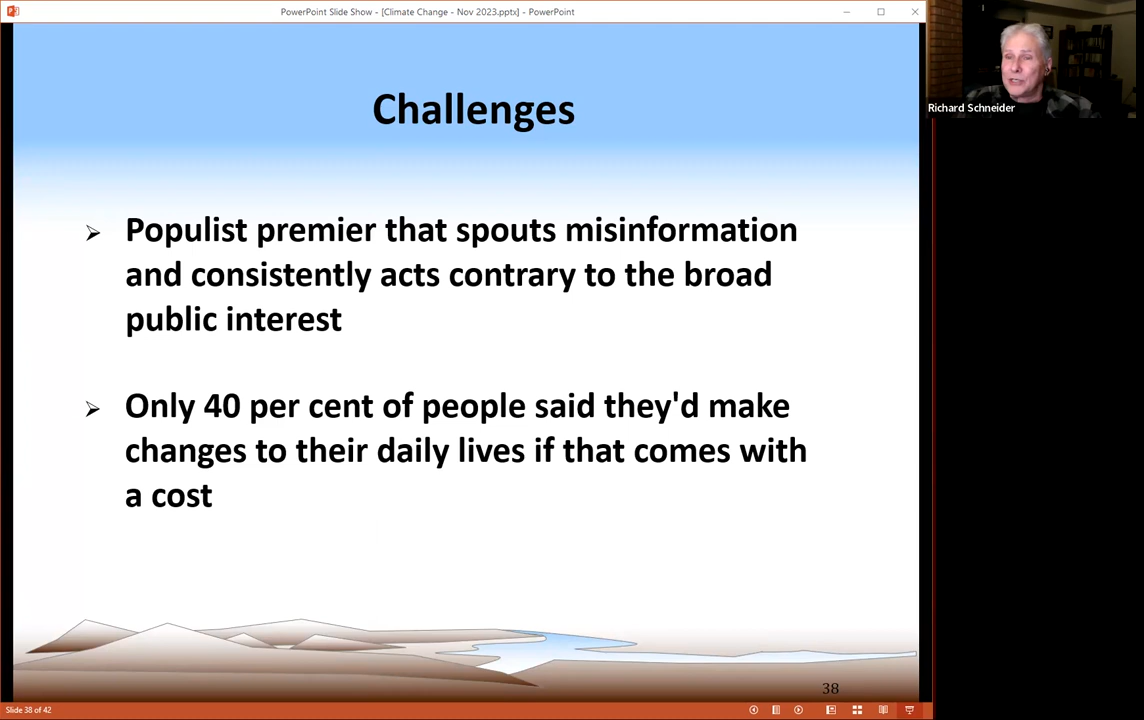 PowerPoint Slide Show - [Climate Change - Nov 2023.pptx] - PowerPoint
Richard Schneider
Challenges
Populist premier that spouts misinformation
and consistently acts contrary to the broad
public interest
Only 40 per cent of people said they'd make
changes to their daily lives if that comes with
a cost
38
Slide 38 of 42